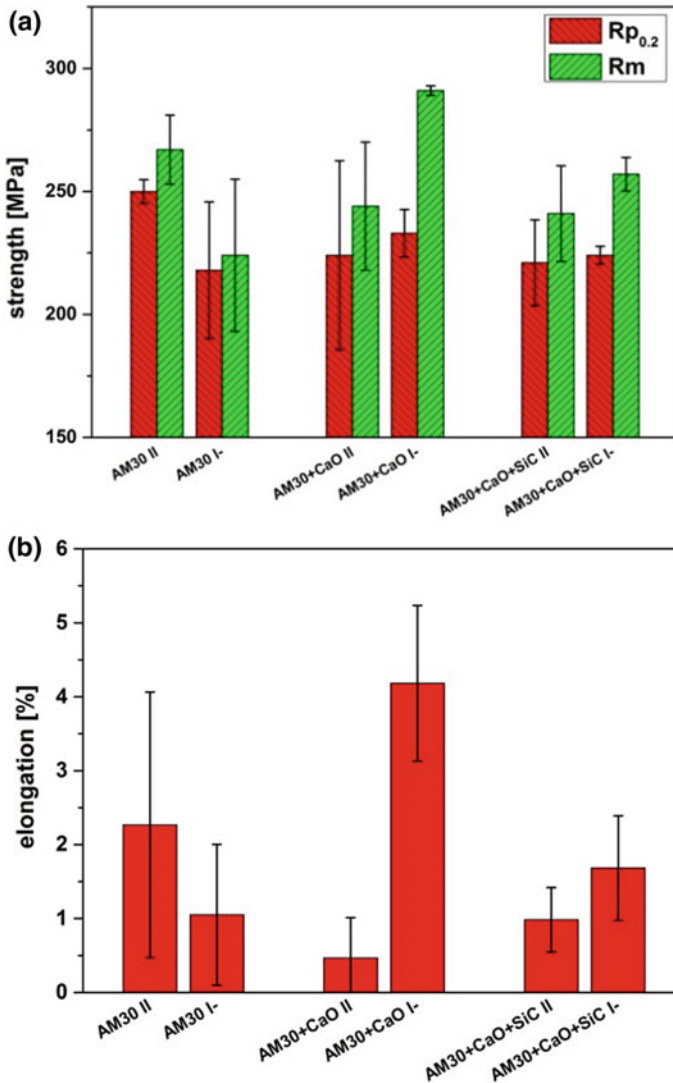 (a)
Rp0.2
Rm
300
250
200
150
strength [MPa]
AM30 II
AM30 I-
AM30+CaO II
AM30+CaO I-
AM30+CaO+SiC II
AM30+CaO+SiC I-
(b)
6
5
4
3
2
1
0
elongation [%]
AM30 II
AM30 I-
AM30+CaO II
AM30+CaO I-
AM30+CaO+SiC II
AM30+CaO+SiC I-